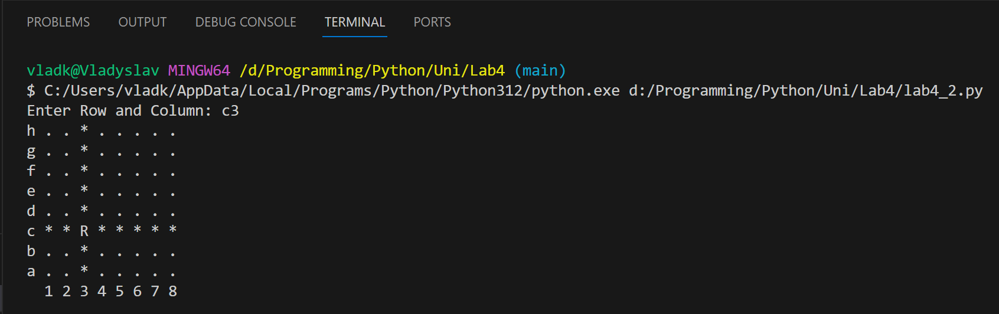 PROBLEMS OUTPUT DEBUG CONSOLE TERMINAL PORTS
vladk@Vladyslav MINGW64 /d/Programming/Python/Uni/Lab4 (main)
$ C:/Users/vladk/AppData/Local/Programs/Python/Python312/python.exe d:/Programming/Python/Uni/Lab4/lab4_2.py
Enter Row and Column: c3
h . . * . . . . .
g . . * . . . . .
f . . * . . . . .
e . . * . . . . .
d . . * . . . . .
c * * R * * * * *
b . . * . . . . .
a . . * . . . . .
  1 2 3 4 5 6 7 8